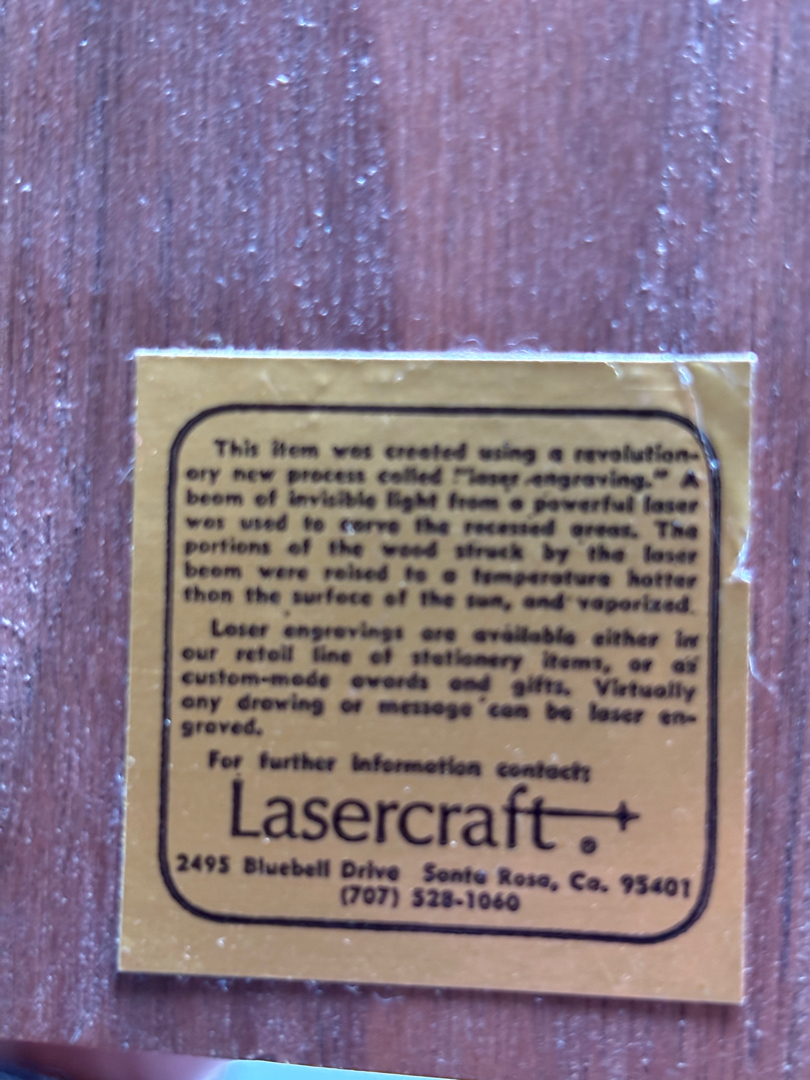 This item was created using a revolution-
ary new process called "laser engraving." A
beam of invisible light from a powerful laser
was used to carve the recessed areas. The
portions of the wood struck by the laser
beam were raised to a temperature hotter
than the surface of the sun, and vaporized.
Laser engravings are available either in
our retail line of stationery items, or as
custom-made awards and gifts. Virtually
any drawing or message can be laser en-
graved.
For further information contact:
Lasercraft ®
2495 Bluebell Drive Santa Rosa, Ca. 95401
(707) 528-1060